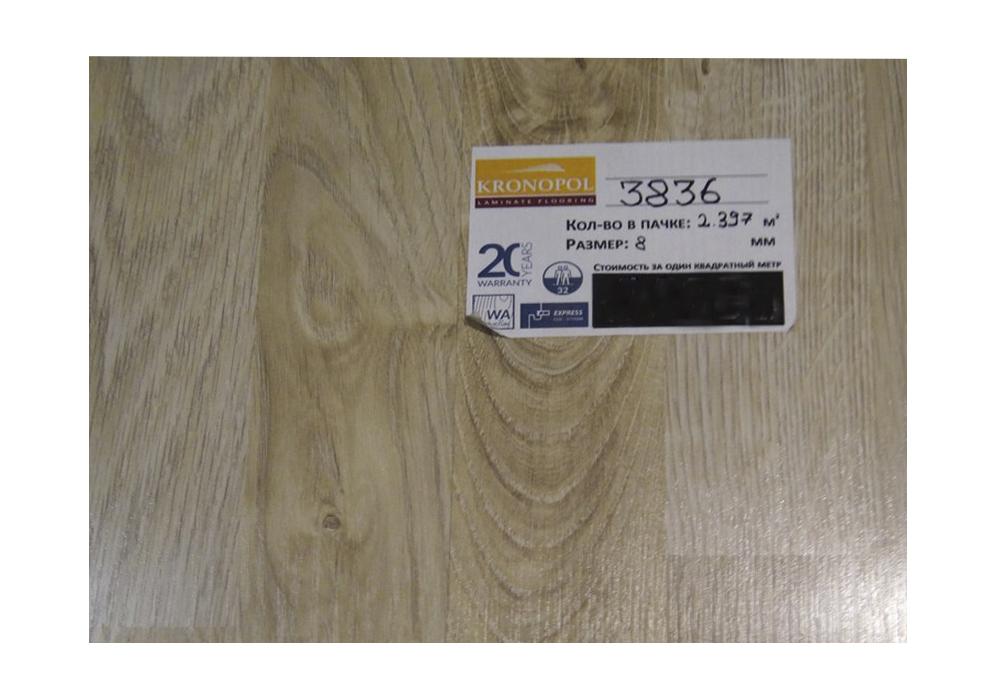 KRONOPOL
LAMINATE FLOORING
3836
КОЛ-ВО В ПАЧКЕ: 2.397 м²
РАЗМЕР: 8 ММ
СТОИМОСТЬ ЗА ОДИН КВАДРАТНЫЙ МЕТР
20 YEARS
WARRANTY
32
WA
EXPRESS